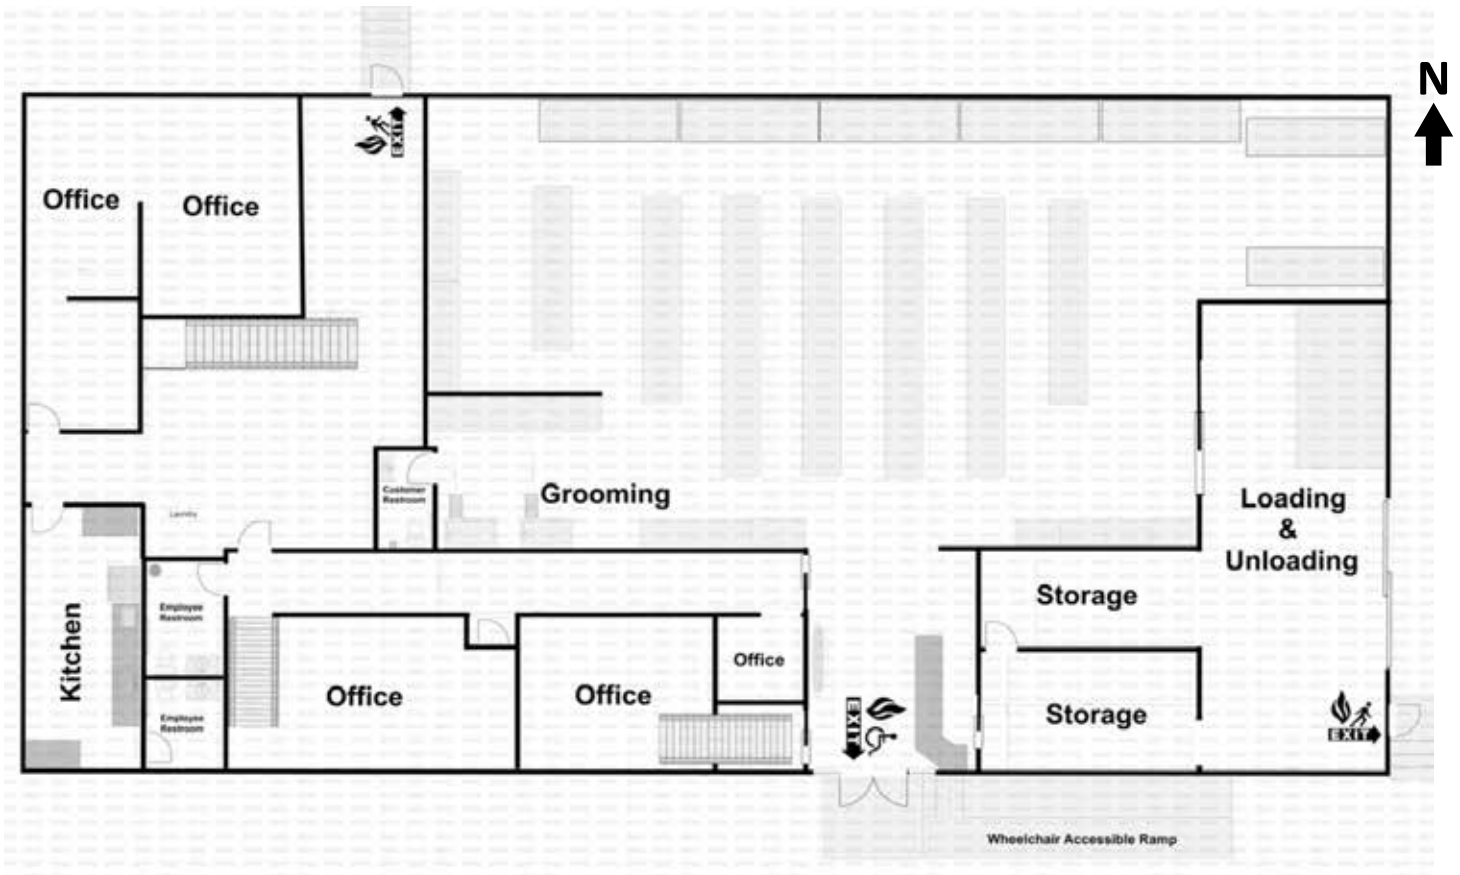 N
EXIT
Office
Office
Customer
Restroom
Grooming
Loading
&
Unloading
Laundry
Storage
Employee
Restroom
Kitchen
Office
Office
Office
Storage
Employee
Restroom
EXIT
EXIT
Wheelchair Accessible Ramp